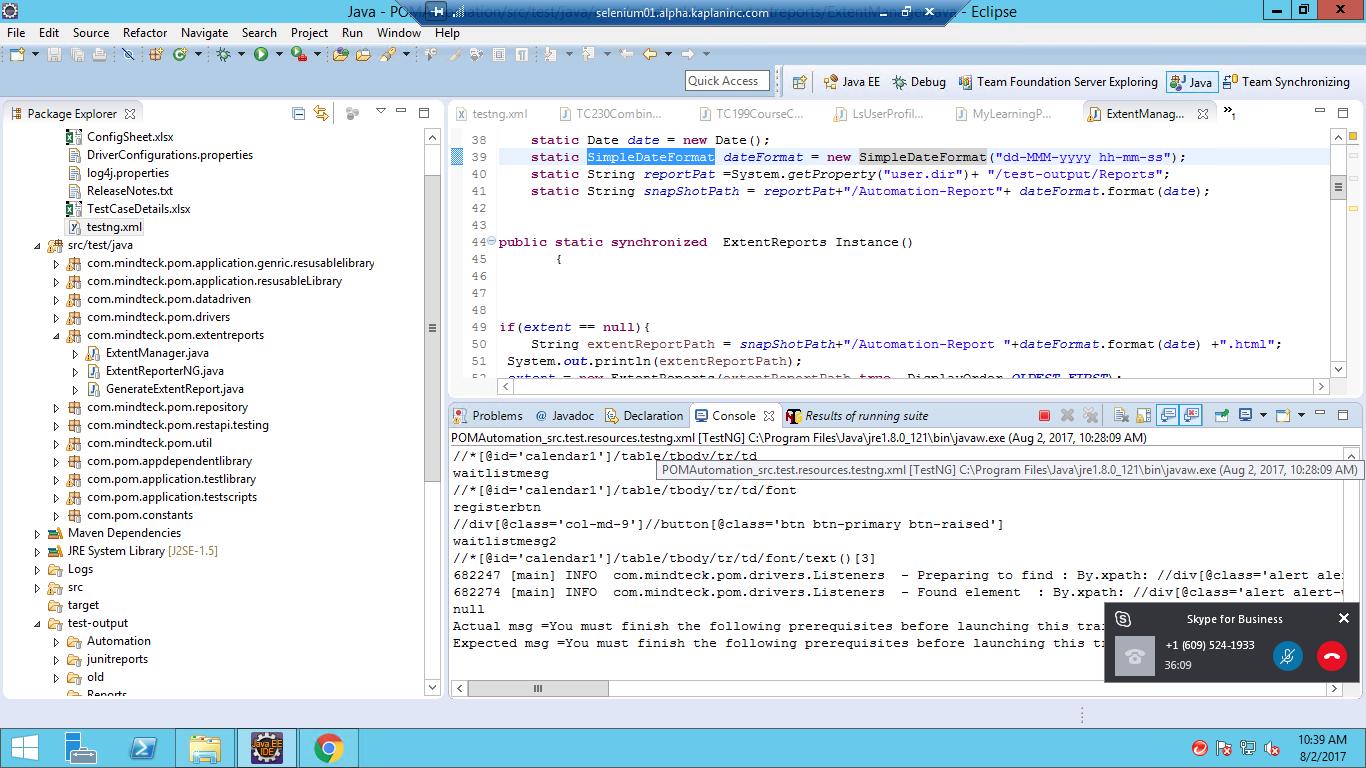 Java - POMAutomation/src/test/java/
selenium01.alpha.kaplaninc.com
reports/ExtentManager.java - Eclipse
File Edit Source Refactor Navigate Search Project Run Window Help
Quick Access
Java EE Debug Team Foundation Server Exploring Java Team Synchronizing
Package Explorer
ConfigSheet.xlsx
DriverConfigurations.properties
log4j.properties
ReleaseNotes.txt
TestCaseDetails.xlsx
testng.xml
src/test/java
com.mindteck.pom.application.genric.resusablelibrary
com.mindteck.pom.application.resusableLibrary
com.mindteck.pom.datadriven
com.mindteck.pom.drivers
com.mindteck.pom.extentreports
ExtentManager.java
ExtentReporterNG.java
GenerateExtentReport.java
com.mindteck.pom.repository
com.mindteck.pom.restapi.testing
com.mindteck.pom.util
com.pom.appdependentlibrary
com.pom.application.testlibrary
com.pom.application.testscripts
com.pom.constants
Maven Dependencies
JRE System Library [J2SE-1.5]
Logs
src
target
test-output
Automation
junitreports
old
Reports
testng.xml TC230Combin... TC199CourseC... LsUserProfil... MyLearningP... ExtentManag... »1
38 static Date date = new Date();
39 static SimpleDateFormat dateFormat = new SimpleDateFormat("dd-MMM-yyyy hh-mm-ss");
40 static String reportPat =System.getProperty("user.dir")+ "/test-output/Reports";
41 static String snapShotPath = reportPat+"/Automation-Report"+ dateFormat.format(date);
42
43
44 public static synchronized ExtentReports Instance()
45 {
46
47
48
49 if(extent == null){
50 String extentReportPath = snapShotPath+"/Automation-Report "+dateFormat.format(date) +".html";
51 System.out.println(extentReportPath);
52 extent = new ExtentReports(extentReportPath,true, DisplayOrder.OLDEST_FIRST);
Problems @ Javadoc Declaration Console Results of running suite
POMAutomation_src.test.resources.testng.xml [TestNG] C:\Program Files\Java\jre1.8.0_121\bin\javaw.exe (Aug 2, 2017, 10:28:09 AM)
//*[@id='calendar1']/table/tbody/tr/td
POMAutomation_src.test.resources.testng.xml [TestNG] C:\Program Files\Java\jre1.8.0_121\bin\javaw.exe (Aug 2, 2017, 10:28:09 AM)
waitlistmesg
//*[@id='calendar1']/table/tbody/tr/td/font
registerbtn
//div[@class='col-md-9']//button[@class='btn btn-primary btn-raised']
waitlistmesg2
//*[@id='calendar1']/table/tbody/tr/td/font/text()[3]
682247 [main] INFO com.mindteck.pom.drivers.Listeners - Preparing to find : By.xpath: //div[@class='alert ale
682274 [main] INFO com.mindteck.pom.drivers.Listeners - Found element : By.xpath: //div[@class='alert alert-
null
Actual msg =You must finish the following prerequisites before launching this trai
Expected msg =You must finish the following prerequisites before launching this t
Skype for Business
+1 (609) 524-1933
36:09
Java EE
IDE
10:39 AM
8/2/2017